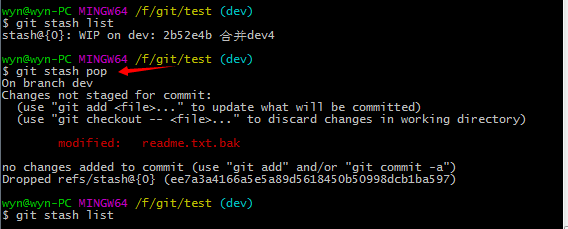 wyn@wyn-PC MINGW64 /f/git/test (dev)
$ git stash list
stash@{0}: WIP on dev: 2b52e4b 合并dev4
wyn@wyn-PC MINGW64 /f/git/test (dev)
$ git stash pop
On branch dev
Changes not staged for commit:
  (use "git add <file>..." to update what will be committed)
  (use "git checkout -- <file>..." to discard changes in working directory)
        modified:   readme.txt.bak
no changes added to commit (use "git add" and/or "git commit -a")
Dropped refs/stash@{0} (ee7a3a4166a5e5a89d5618450b50998dcb1ba597)
wyn@wyn-PC MINGW64 /f/git/test (dev)
$ git stash list